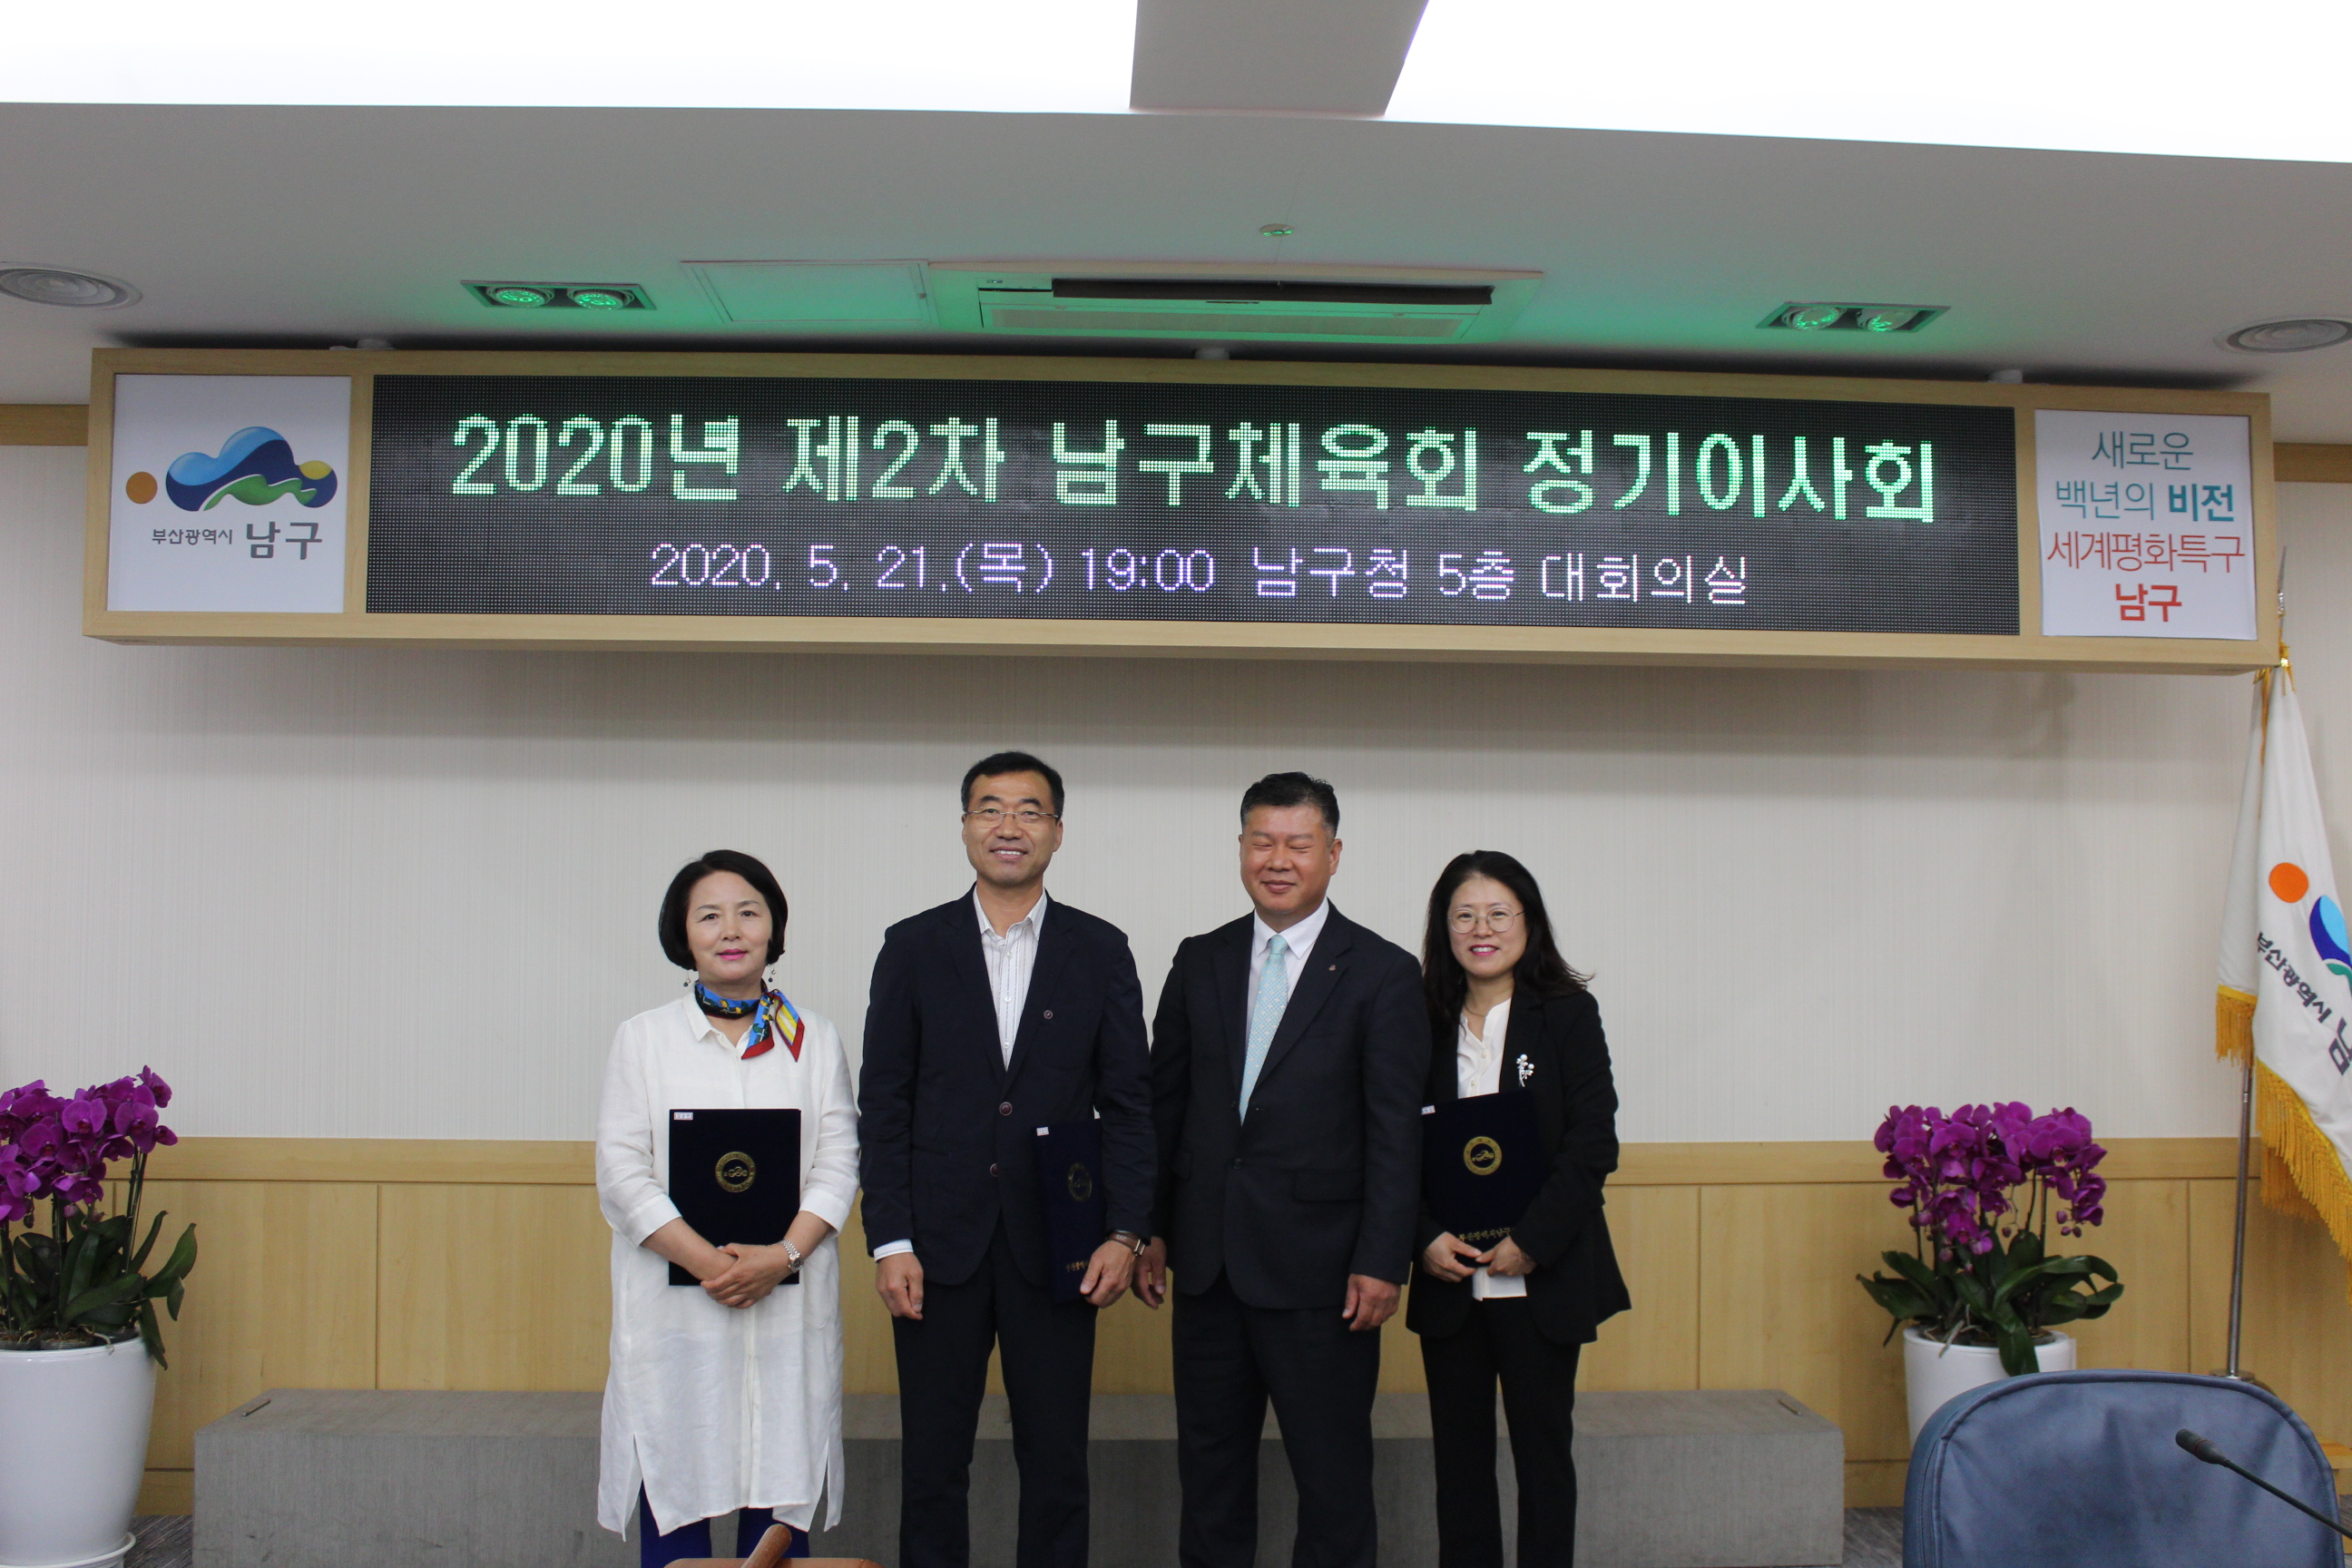 2020년 제2차 남구체육회 정기이사회
2020. 5. 21.(목) 19:00 남구청 5층 대회의실
부산광역시 남구
새로운
백년의 비전
세계평화특구
남구
부산광역시